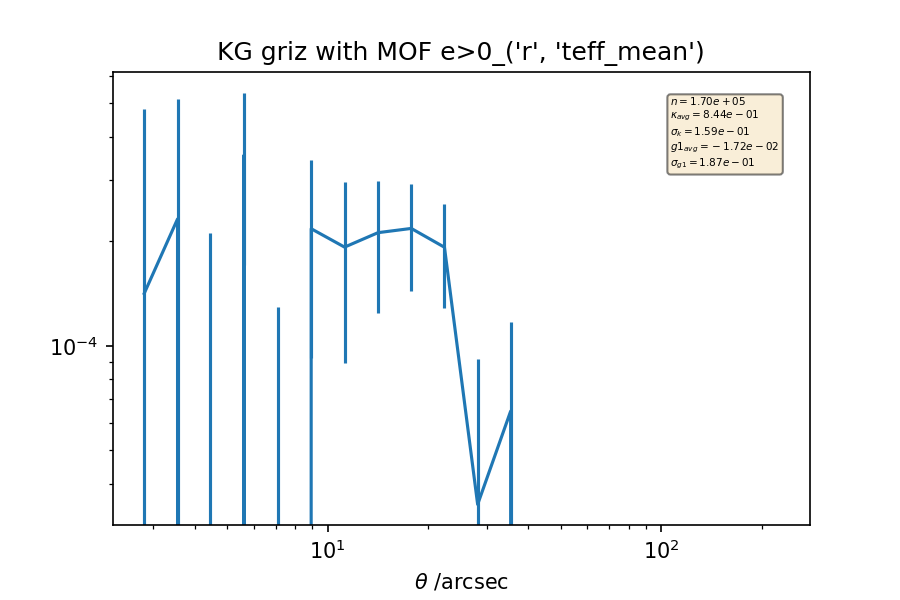 KG griz with MOF e>0_('r', 'teff_mean')
n = 1.70e + 05
κavg = 8.44e − 01
σk = 1.59e − 01
g1avg = − 1.72e − 02
σg1 = 1.87e − 01
10⁻⁴
10¹ 10²
θ /arcsec